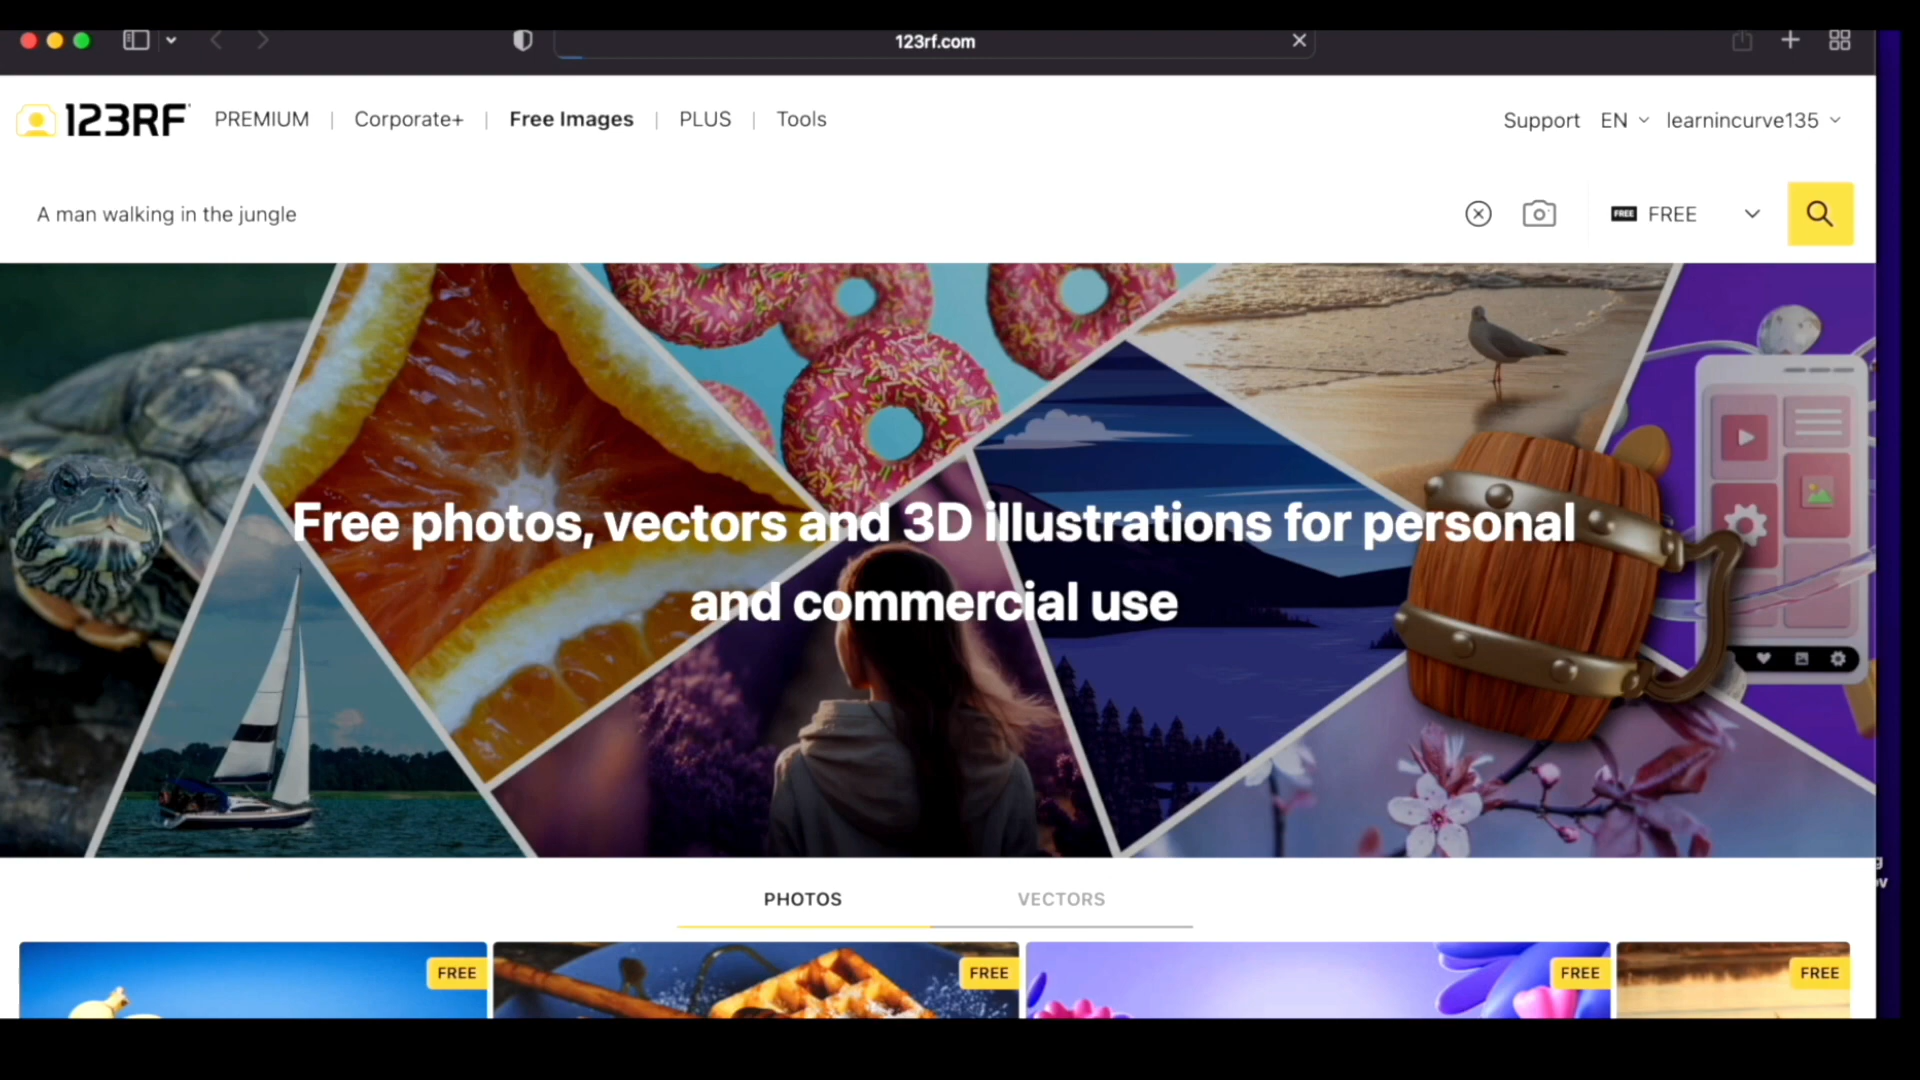 123rf.com
123RF
PREMIUM | Corporate+ | Free Images | PLUS | Tools
Support EN learnincurve135
A man walking in the jungle
FREE FREE
Free photos, vectors and 3D illustrations for personal
and commercial use
PHOTOS VECTORS
FREE FREE FREE FREE